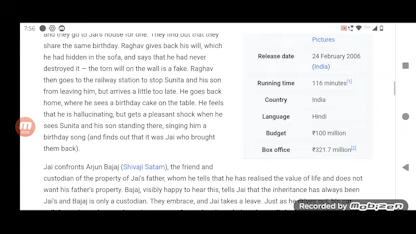 7:56
and they go to Jai's house for one. They find out that they
share the same birthday. Raghav gives back his will, which
he had hidden in the sofa, and says that he had never
destroyed it — the torn will on the wall is a fake. Raghav
then goes to the railway station to stop Sunita and his son
from leaving him, but arrives a little too late. He goes back
home, where he sees a birthday cake on the table. He feels
that he is hallucinating, but gets a pleasant shock when he
sees Sunita and his son standing there, singing him a
birthday song (and finds out that it was Jai who brought
them back).
Pictures
Release date 24 February 2006
(India)
Running time 116 minutes[1]
Country India
Language Hindi
Budget ₹100 million
Box office ₹321.7 million[2]
Jai confronts Arjun Bajaj (Shivaji Satam), the friend and
custodian of the property of Jai's father, whom he tells that he has realised the value of life and does not
want his father's property. Bajaj, visibly happy to hear this, tells Jai that the inheritance has always been
Jai's and Bajaj is only a custodian. They embrace, and Jai takes a leave. Just as he
Recorded by MOBIZEN